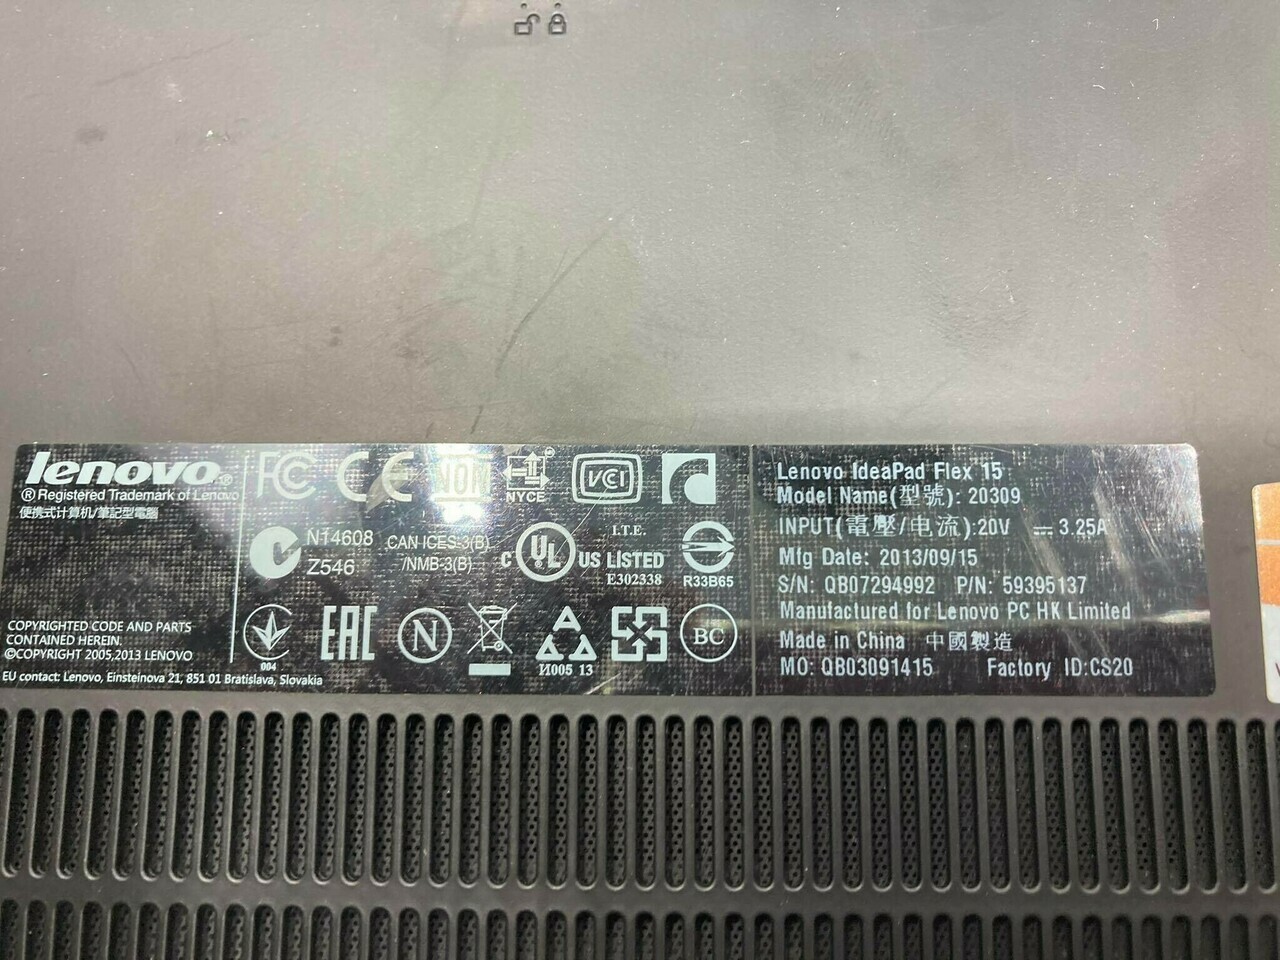 lenovo®
® Registered Trademark of Lenovo
便携式计算机/筆記型電腦
COPYRIGHTED CODE AND PARTS
CONTAINED HEREIN.
©COPYRIGHT 2005,2013 LENOVO
EU contact: Lenovo, Einsteinova 21, 851 01 Bratislava, Slovakia
FC CE NOM NYCE VCCI
N14608
Z546
CAN ICES-3(B)
/NMB-3(B)
C UL US LISTED
I.T.E.
E302338
R33B65
004
EAC
N
И005 13
BC
Lenovo IdeaPad Flex 15
Model Name(型號): 20309
INPUT(電壓/电流):20V ⎓ 3.25A
Mfg Date: 2013/09/15
S/N: QB07294992 P/N: 59395137
Manufactured for Lenovo PC HK Limited
Made in China 中國製造
MO: QB03091415 Factory ID:CS20